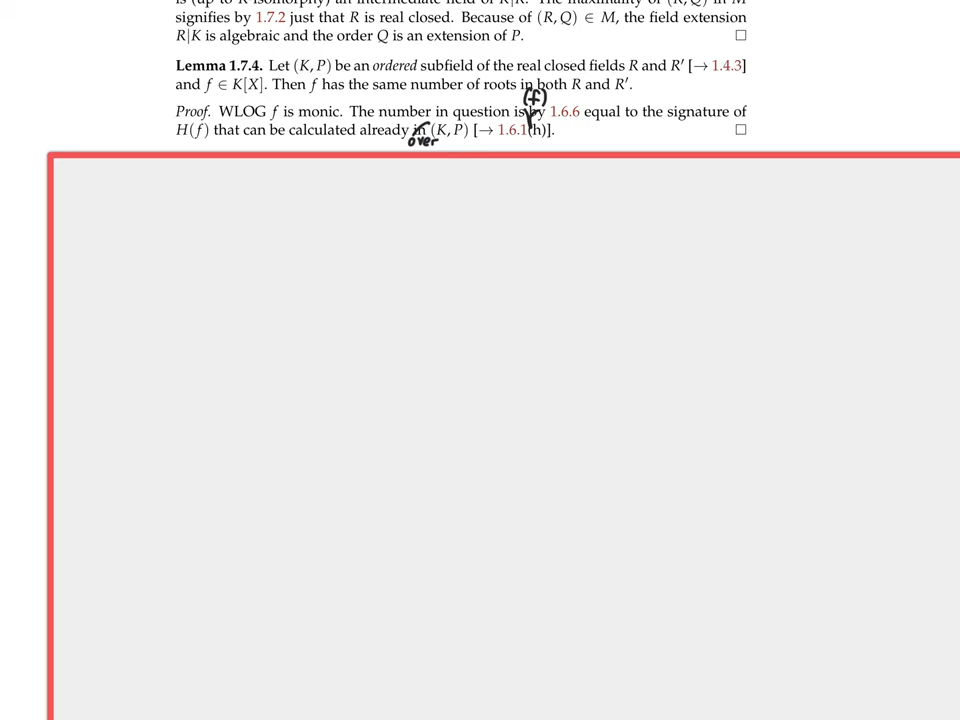 signifies by 1.7.2 just that R is real closed. Because of (R, Q) ∈ M, the field extension
R|K is algebraic and the order Q is an extension of P. □
Lemma 1.7.4. Let (K, P) be an ordered subfield of the real closed fields R and R′ [→ 1.4.3]
and f ∈ K[X]. Then f has the same number of roots in both R and R′.
(f)
Proof. WLOG f is monic. The number in question is by 1.6.6 equal to the signature of
H(f) that can be calculated already in (K, P) [→ 1.6.1(h)]. □
over